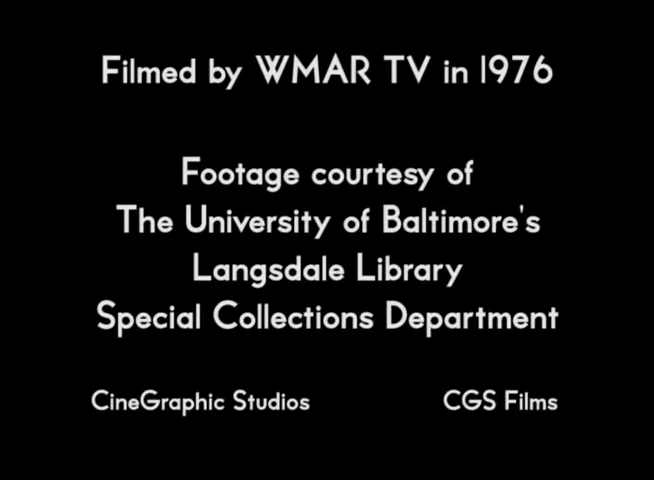 Filmed by WMAR TV in 1976
Footage courtesy of
The University of Baltimore's
Langsdale Library
Special Collections Department
CineGraphic Studios CGS Films